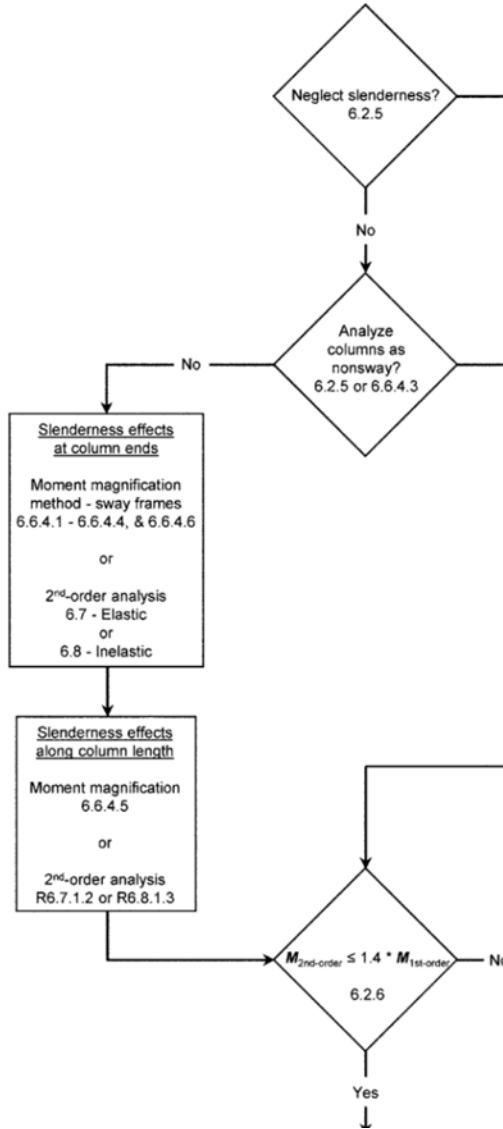 Neglect slenderness?
6.2.5
No
Analyze
columns as
nonsway?
6.2.5 or 6.6.4.3
No
Slenderness effects
at column ends
Moment magnification
method - sway frames
6.6.4.1 - 6.6.4.4, & 6.6.4.6
or
2nd-order analysis
6.7 - Elastic
or
6.8 - Inelastic
Slenderness effects
along column length
Moment magnification
6.6.4.5
or
2nd-order analysis
R6.7.1.2 or R6.8.1.3
M2nd-order ≤ 1.4 * M1st-order
6.2.6
No
Yes